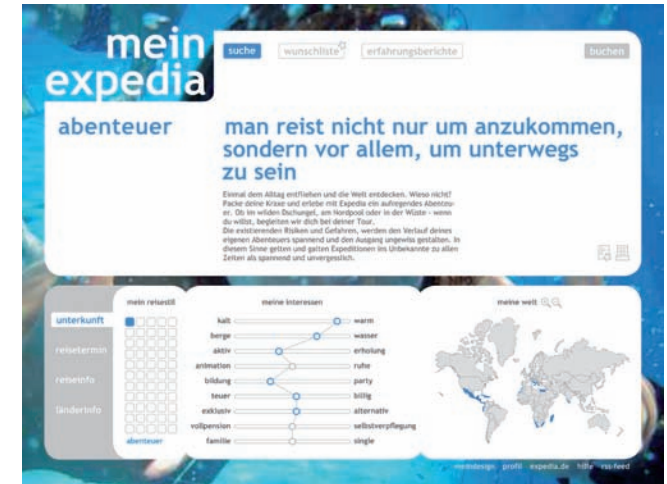 mein
expedia
suche
wunschliste
erfahrungsberichte
buchen
abenteuer
man reist nicht nur um anzukommen,
sondern vor allem, um unterwegs
zu sein
Einmal dem Alltag entfliehen und die Welt entdecken. Wieso nicht?
Packe deine Kraxe und erlebe mit Expedia ein aufregendes Abenteu-
er. Ob im wilden Dschungel, am Nordpool oder in der Wüste - wenn
du willst, begleiten wir dich bei deiner Tour.
Die existierenden Risiken und Gefahren, werden den Verlauf deines
eigenen Abenteuers spannend und den Ausgang ungewiss gestalten. In
diesem Sinne gelten und galten Expeditionen ins Unbekannte zu allen
Zeiten als spannend und unvergesslich.
unterkunft
reisetermin
reiseinfo
länderinfo
mein reisestil
abenteuer
meine interessen
kalt warm
berge wasser
aktiv erholung
animation ruhe
bildung party
teuer billig
exklusiv alternativ
vollpension selbstverpflegung
familie single
meine welt
meindesign profil expedia.de hilfe rss-feed